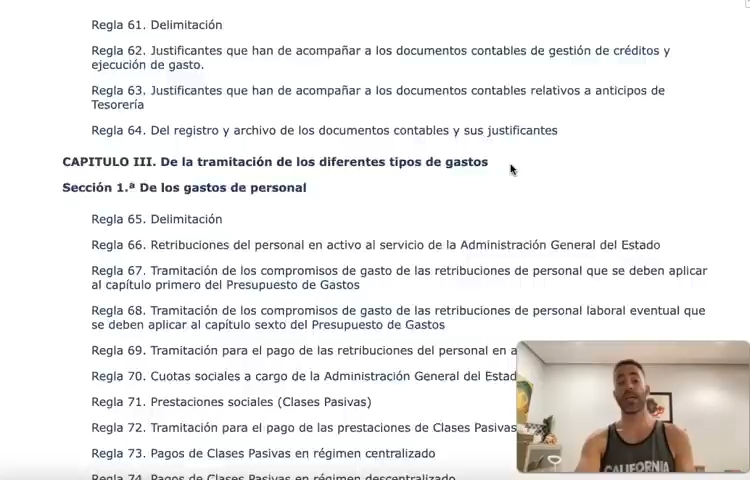 Regla 61. Delimitación
Regla 62. Justificantes que han de acompañar a los documentos contables de gestión de créditos y
ejecución de gasto.
Regla 63. Justificantes que han de acompañar a los documentos contables relativos a anticipos de
Tesorería
Regla 64. Del registro y archivo de los documentos contables y sus justificantes
CAPITULO III. De la tramitación de los diferentes tipos de gastos
Sección 1.ª De los gastos de personal
Regla 65. Delimitación
Regla 66. Retribuciones del personal en activo al servicio de la Administración General del Estado
Regla 67. Tramitación de los compromisos de gasto de las retribuciones de personal que se deben aplicar
al capítulo primero del Presupuesto de Gastos
Regla 68. Tramitación de los compromisos de gasto de las retribuciones de personal laboral eventual que
se deben aplicar al capítulo sexto del Presupuesto de Gastos
Regla 69. Tramitación para el pago de las retribuciones del personal en a
Regla 70. Cuotas sociales a cargo de la Administración General del Estad
Regla 71. Prestaciones sociales (Clases Pasivas)
Regla 72. Tramitación para el pago de las prestaciones de Clases Pasivas
Regla 73. Pagos de Clases Pasivas en régimen centralizado
Regla 74. Pagos de Clases Pasivas en régimen descentralizado
CALIFORNIA